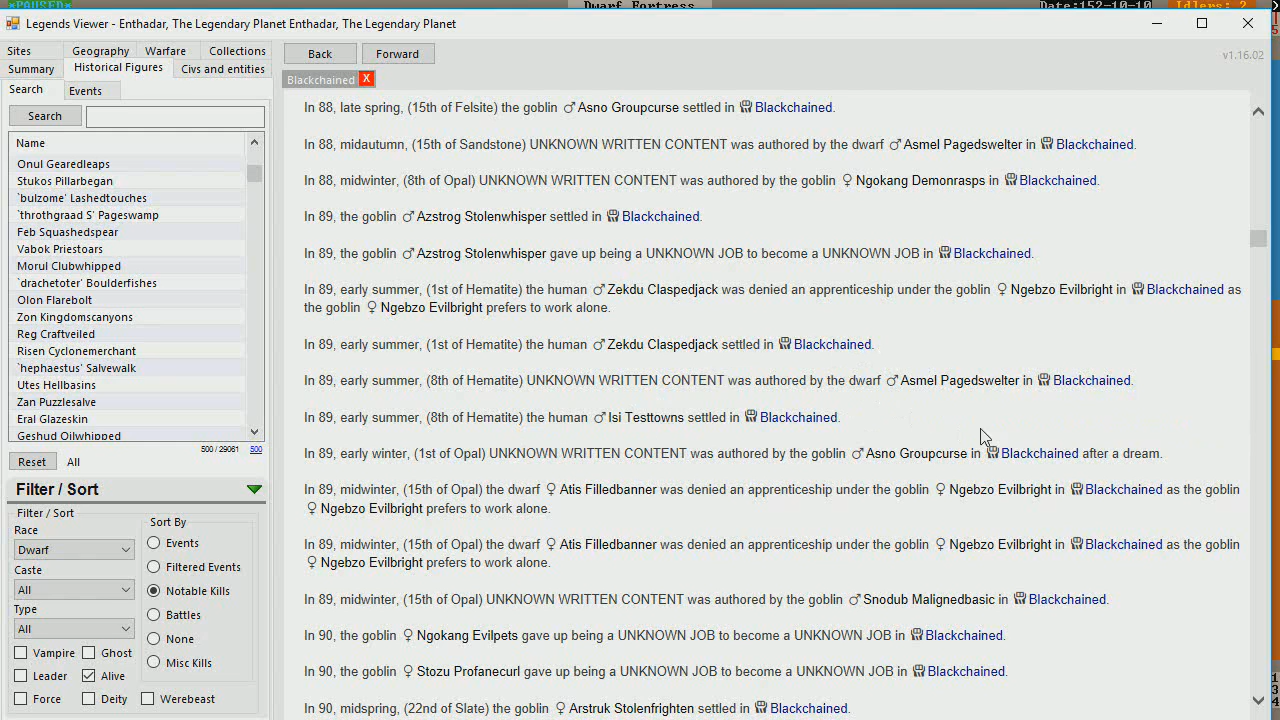 *PAUSED*
Dwarf Fortress
Date:152-10-10
Idlers: 2
Legends Viewer - Enthadar, The Legendary Planet Enthadar, The Legendary Planet
Sites
Geography
Warfare
Collections
Summary
Historical Figures
Civs and entities
Search
Events
Search
Name
Onul Gearedleaps
Stukos Pillarbegan
`bulzome' Lashedtouches
`throthgraad S' Pageswamp
Feb Squashedspear
Vabok Priestoars
Morul Clubwhipped
`drachetoter' Boulderfishes
Olon Flarebolt
Zon Kingdomscanyons
Reg Craftveiled
Risen Cyclonemerchant
`hephaestus' Salvewalk
Utes Hellbasins
Zan Puzzlesalve
Eral Glazeskin
Geshud Oilwhipped
500 / 29061
500
Reset
All
Filter / Sort
Filter / Sort
Race
Dwarf
Caste
All
Type
All
Vampire
Ghost
Leader
Alive
Force
Deity
Werebeast
Sort By
Events
Filtered Events
Notable Kills
Battles
None
Misc Kills
Back
Forward
v1.16.02
Blackchained X
In 88, late spring, (15th of Felsite) the goblin ♂ Asno Groupcurse settled in Blackchained.
In 88, midautumn, (15th of Sandstone) UNKNOWN WRITTEN CONTENT was authored by the dwarf ♂ Asmel Pagedswelter in Blackchained.
In 88, midwinter, (8th of Opal) UNKNOWN WRITTEN CONTENT was authored by the goblin ♀ Ngokang Demonrasps in Blackchained.
In 89, the goblin ♂ Azstrog Stolenwhisper settled in Blackchained.
In 89, the goblin ♂ Azstrog Stolenwhisper gave up being a UNKNOWN JOB to become a UNKNOWN JOB in Blackchained.
In 89, early summer, (1st of Hematite) the human ♂ Zekdu Claspedjack was denied an apprenticeship under the goblin ♀ Ngebzo Evilbright in Blackchained as
the goblin ♀ Ngebzo Evilbright prefers to work alone.
In 89, early summer, (1st of Hematite) the human ♂ Zekdu Claspedjack settled in Blackchained.
In 89, early summer, (8th of Hematite) UNKNOWN WRITTEN CONTENT was authored by the dwarf ♂ Asmel Pagedswelter in Blackchained.
In 89, early summer, (8th of Hematite) the human ♂ Isi Testtowns settled in Blackchained.
In 89, early winter, (1st of Opal) UNKNOWN WRITTEN CONTENT was authored by the goblin ♂ Asno Groupcurse in Blackchained after a dream.
In 89, midwinter, (15th of Opal) the dwarf ♀ Atis Filledbanner was denied an apprenticeship under the goblin ♀ Ngebzo Evilbright in Blackchained as the goblin
♀ Ngebzo Evilbright prefers to work alone.
In 89, midwinter, (15th of Opal) the dwarf ♀ Atis Filledbanner was denied an apprenticeship under the goblin ♀ Ngebzo Evilbright in Blackchained as the goblin
♀ Ngebzo Evilbright prefers to work alone.
In 89, midwinter, (15th of Opal) UNKNOWN WRITTEN CONTENT was authored by the goblin ♂ Snodub Malignedbasic in Blackchained.
In 90, the goblin ♀ Ngokang Evilpets gave up being a UNKNOWN JOB to become a UNKNOWN JOB in Blackchained.
In 90, the goblin ♀ Stozu Profanecurl gave up being a UNKNOWN JOB to become a UNKNOWN JOB in Blackchained.
In 90, midspring, (22nd of Slate) the goblin ♀ Arstruk Stolenfrighten settled in Blackchained.